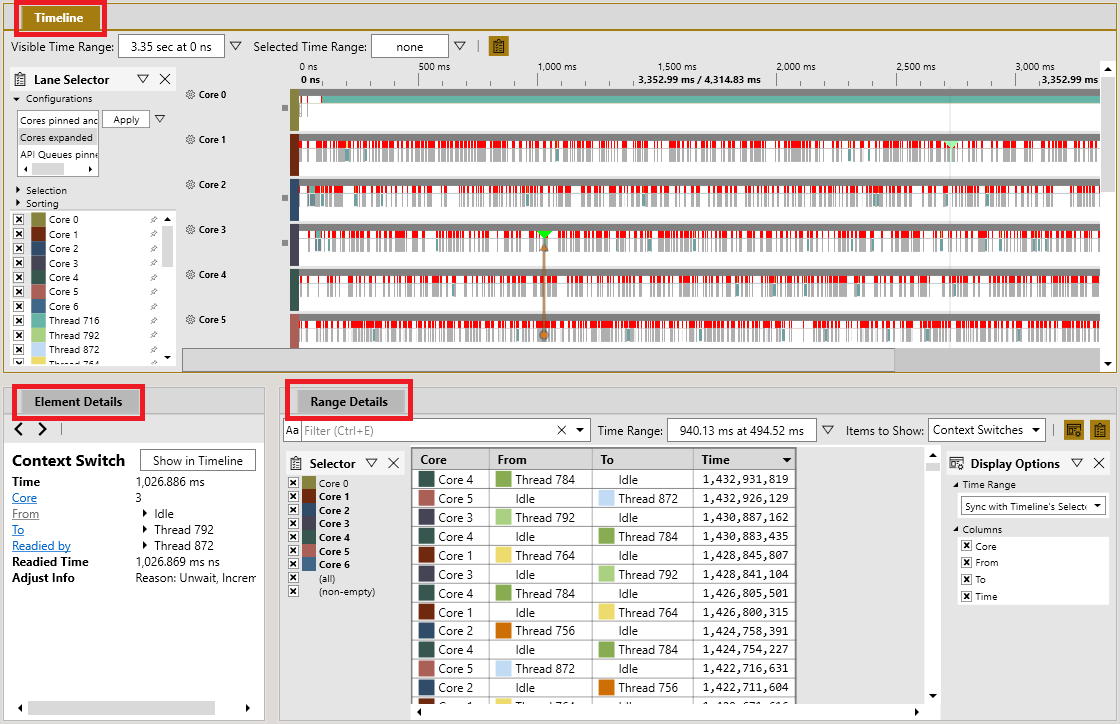 Timeline
Visible Time Range: 3.35 sec at 0 ns Selected Time Range: none
Lane Selector
Configurations
Cores pinned and
Cores expanded
API Queues pinne
Apply
Selection
Sorting
Core 0
Core 1
Core 2
Core 3
Core 4
Core 5
Core 6
Thread 716
Thread 792
Thread 872
Thread 764
0 ns 500 ms 1,000 ms 1,500 ms 2,000 ms 2,500 ms 3,000 ms
0 ns 3,352.99 ms / 4,314.83 ms 3,352.99 ms
Core 0
Core 1
Core 2
Core 3
Core 4
Core 5
Element Details
Context Switch Show in Timeline
Time 1,026.886 ms
Core 3
From Idle
To Thread 792
Readied by Thread 872
Readied Time 1,026.869 ms ns
Adjust Info Reason: Unwait, Increm
Range Details
Aa Filter (Ctrl+E) Time Range: 940.13 ms at 494.52 ms Items to Show: Context Switches
Selector
Core 0
Core 1
Core 2
Core 3
Core 4
Core 5
Core 6
(all)
(non-empty)
Core From To Time
Core 4 Thread 784 Idle 1,432,931,819
Core 5 Idle Thread 872 1,432,926,129
Core 3 Thread 792 Idle 1,430,887,162
Core 4 Idle Thread 784 1,430,883,435
Core 1 Thread 764 Idle 1,428,845,807
Core 3 Idle Thread 792 1,428,841,104
Core 4 Thread 784 Idle 1,426,805,501
Core 1 Idle Thread 764 1,426,800,315
Core 2 Thread 756 Idle 1,424,758,391
Core 4 Idle Thread 784 1,424,754,227
Core 5 Thread 872 Idle 1,422,716,631
Core 2 Idle Thread 756 1,422,711,604
Core 1 Thread 764 Idle
Display Options
Time Range
Sync with Timeline's Selecte
Columns
Core
From
To
Time